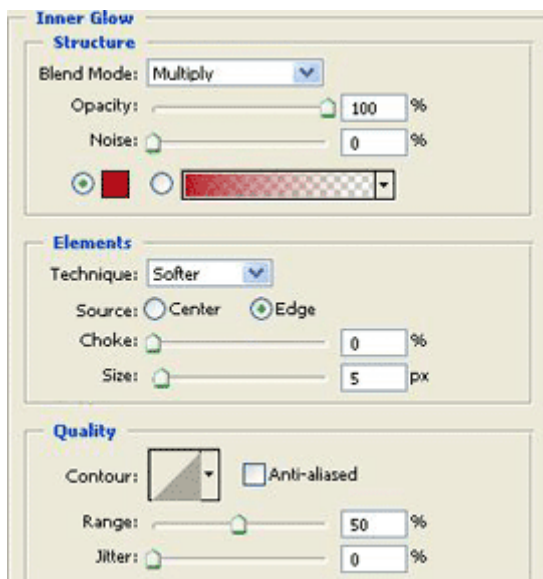 Inner Glow
Structure
Blend Mode: Multiply
Opacity: 100 %
Noise: 0 %
Elements
Technique: Softer
Source: Center Edge
Choke: 0 %
Size: 5 px
Quality
Contour: Anti-aliased
Range: 50 %
Jitter: 0 %